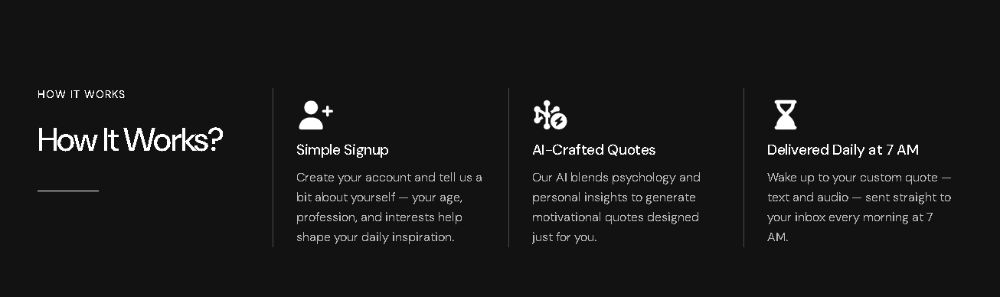 HOW IT WORKS
How It Works?
Simple Signup
Create your account and tell us a
bit about yourself — your age,
profession, and interests help
shape your daily inspiration.
AI-Crafted Quotes
Our AI blends psychology and
personal insights to generate
motivational quotes designed
just for you.
Delivered Daily at 7 AM
Wake up to your custom quote —
text and audio — sent straight to
your inbox every morning at 7
AM.